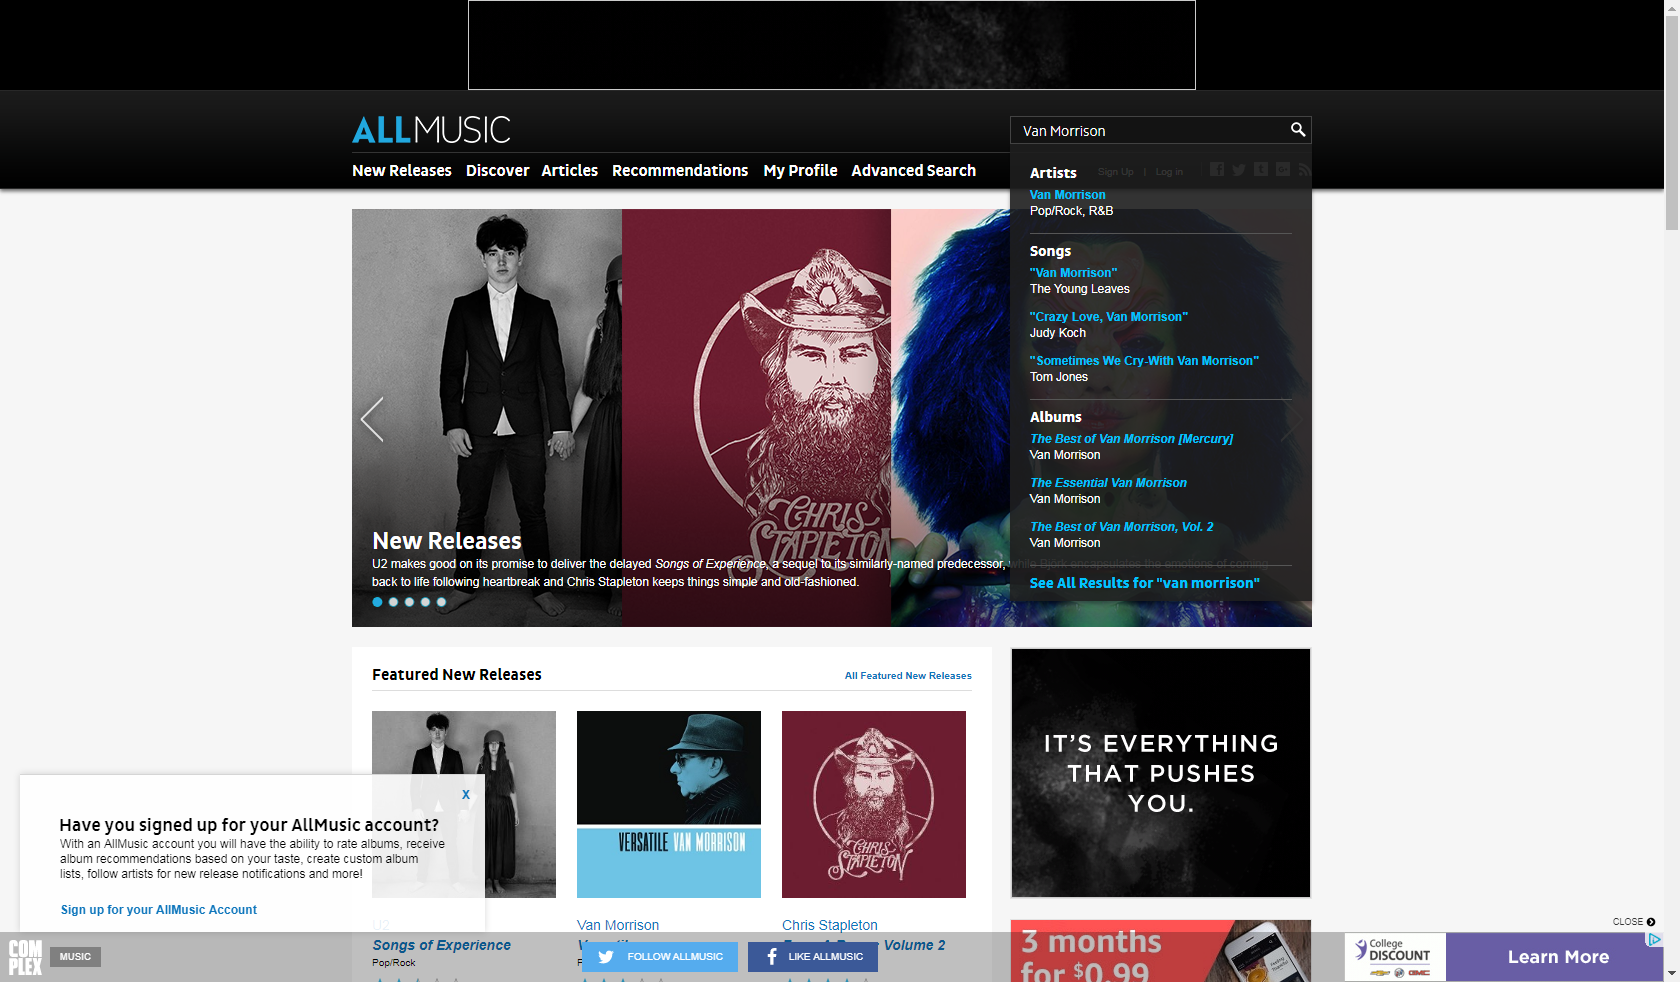 ALLMUSIC
Van Morrison
New Releases Discover Articles Recommendations My Profile Advanced Search
Sign Up | Log in
Artists
Van Morrison
Pop/Rock, R&B
Songs
"Van Morrison"
The Young Leaves
"Crazy Love, Van Morrison"
Judy Koch
"Sometimes We Cry-With Van Morrison"
Tom Jones
Albums
The Best of Van Morrison [Mercury]
Van Morrison
The Essential Van Morrison
Van Morrison
The Best of Van Morrison, Vol. 2
Van Morrison
See All Results for "van morrison"
CHRIS
STAPLETON
New Releases
U2 makes good on its promise to deliver the delayed Songs of Experience, a sequel to its similarly-named predecessor, while Björk encapsulates the emotions of coming
back to life following heartbreak and Chris Stapleton keeps things simple and old-fashioned.
Featured New Releases
All Featured New Releases
VERSATILE VAN MORRISON
CHRIS
STAPLETON
IT'S EVERYTHING
THAT PUSHES
YOU.
X
Have you signed up for your AllMusic account?
With an AllMusic account you will have the ability to rate albums, receive
album recommendations based on your taste, create custom album
lists, follow artists for new release notifications and more!
Sign up for your AllMusic Account
U2
Songs of Experience
Pop/Rock
Van Morrison
Chris Stapleton
Volume 2
3 months
for $0.99
CLOSE
COM
PLEX
MUSIC
FOLLOW ALLMUSIC
LIKE ALLMUSIC
College
DISCOUNT
GMC
Learn More